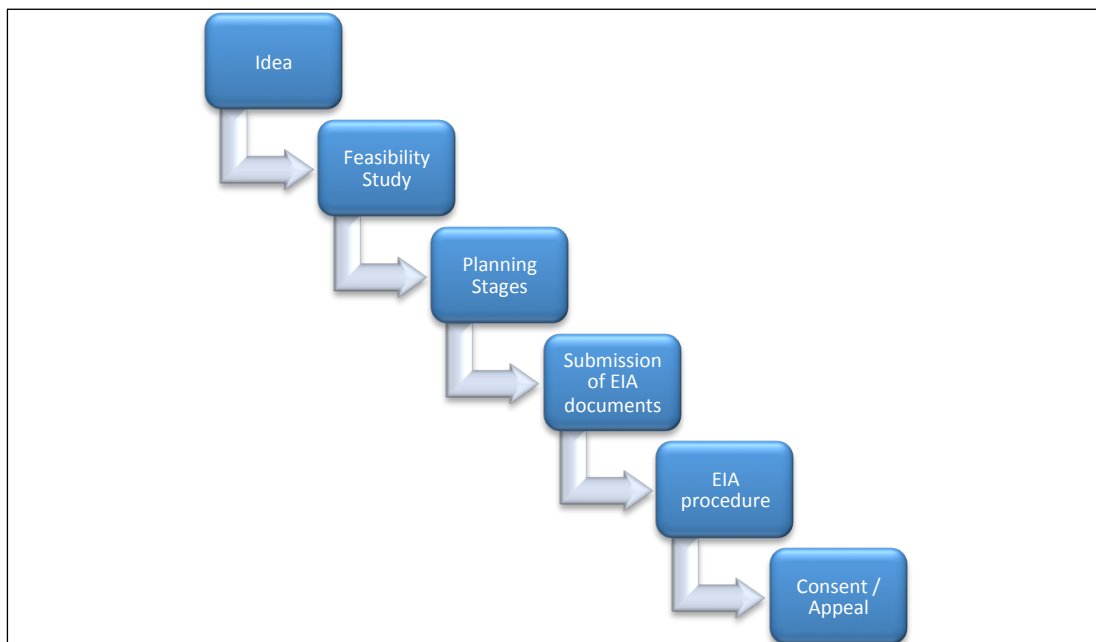 Idea
Feasibility
Study
Planning
Stages
Submission
of EIA
documents
EIA
procedure
Consent /
Appeal